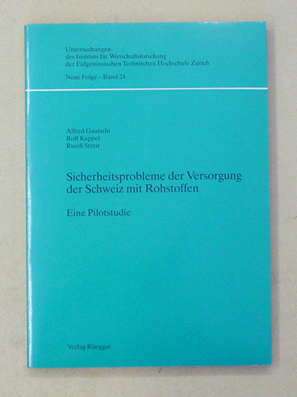 Untersuchungen
des Instituts für Wirtschaftsforschung
der Eidgenössischen Technischen Hochschule Zürich
Neue Folge – Band 24
Alfred Gautschi
Rolf Kappel
Ruedi Streit
Sicherheitsprobleme der Versorgung
der Schweiz mit Rohstoffen
Eine Pilotstudie
Verlag Rüegger